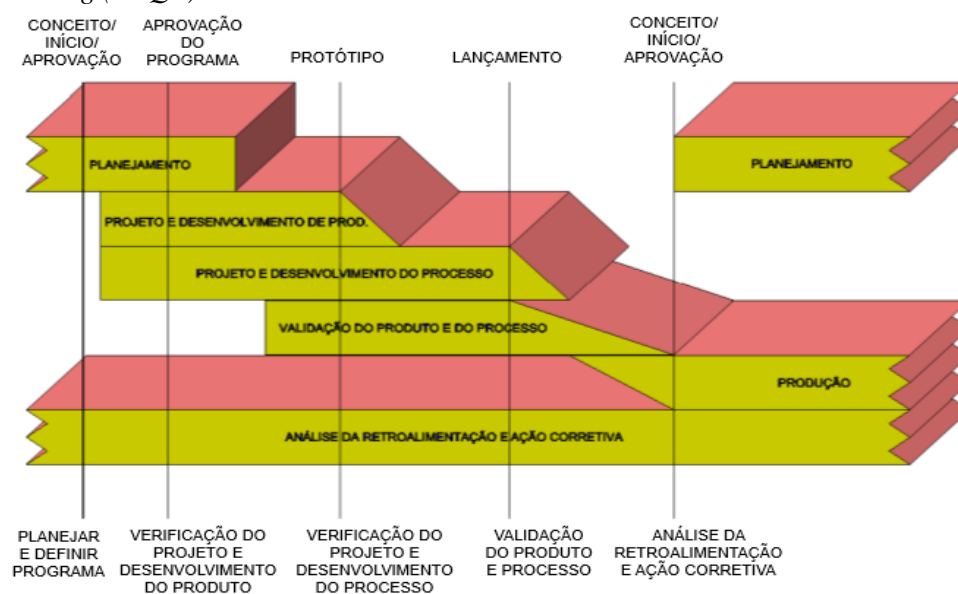 CONCEITO/
INÍCIO/
APROVAÇÃO
APROVAÇÃO
DO
PROGRAMA
PROTÓTIPO
LANÇAMENTO
CONCEITO/
INÍCIO/
APROVAÇÃO
PLANEJAMENTO
PLANEJAMENTO
PROJETO E DESENVOLVIMENTO DE PROD.
PROJETO E DESENVOLVIMENTO DO PROCESSO
VALIDAÇÃO DO PRODUTO E DO PROCESSO
PRODUÇÃO
ANÁLISE DA RETROALIMENTAÇÃO E AÇÃO CORRETIVA
PLANEJAR
E DEFINIR
PROGRAMA
VERIFICAÇÃO DO
PROJETO E
DESENVOLVIMENTO
DO PRODUTO
VERIFICAÇÃO DO
PROJETO E
DESENVOLVIMENTO
DO PROCESSO
VALIDAÇÃO
DO PRODUTO
E PROCESSO
ANÁLISE DA
RETROALIMENTAÇÃO
E AÇÃO CORRETIVA